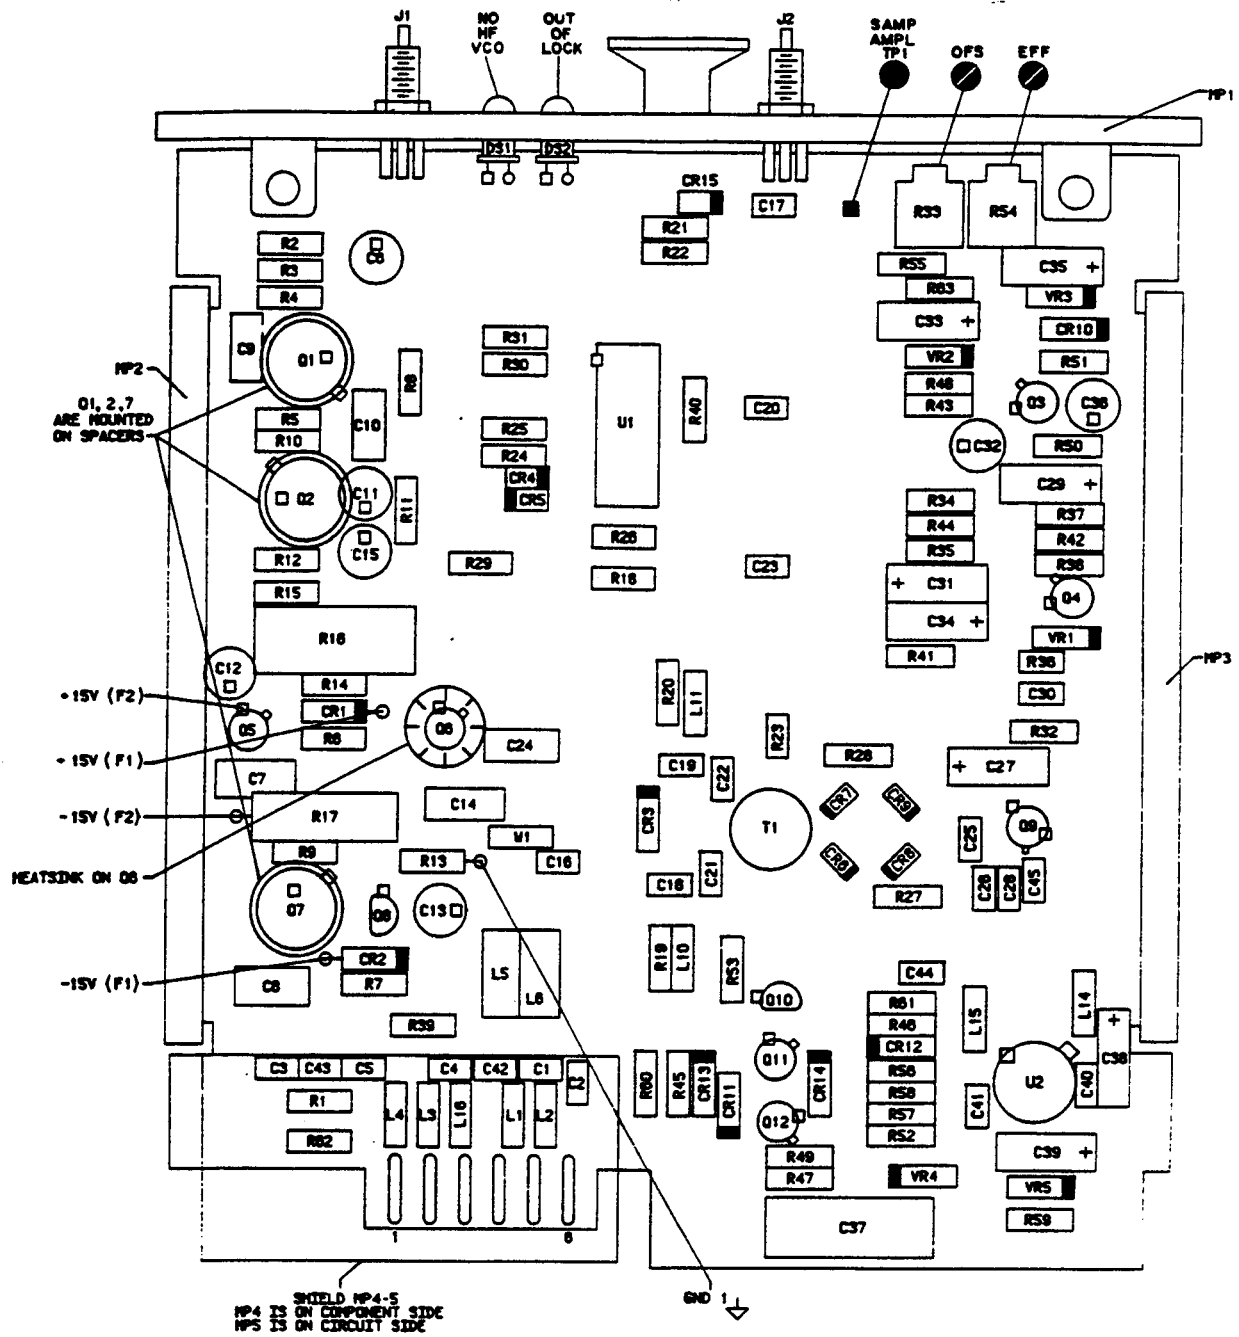 J1
NO
HF
VCO
OUT
OF
LOCK
J2
SAMP
AMPL
TP1
OFS
EFF
MP1
DS1
DS2
CR15
C17
R33
R54
R21
R22
R2
R3
R4
C6
R55
C35 +
R63
VR3
C33 +
CR10
C9
Q1
R31
R30
VR2
R51
MP2
R8
R48
R43
Q3
C36
Q1, 2, 7
ARE MOUNTED
ON SPACERS
R5
R10
C10
R25
R24
U1
R40
C20
C32
R50
CR4
CR5
C29 +
Q2
C11
R11
R34
R37
R44
R42
C15
R12
R29
R26
R35
R38
R15
R16
C23
+ C31
Q4
C34 +
R18
VR1
R41
R36
MP3
C12
R14
R20
L11
C30
+15V (F2)
CR1
Q5
R6
Q6
R23
R32
+15V (F1)
C24
R28
C19
C22
+ C27
C7
C14
CR3
CR7
CR9
-15V (F2)
R17
T1
W1
C25
Q9
R9
R13
C16
CR6
CR8
HEATSINK ON Q6
C18
C21
R27
C26
C28
C45
Q7
Q8
C13
CR2
R19
L10
R53
C44
-15V (F1)
C8
R7
L5
L6
Q10
R61
L15
L14
R39
R46
+
C38
CR12
Q11
C3
C43
C5
C4
C42
C1
C2
R60
R45
CR13
CR11
CR14
R56
U2
C40
R1
L4
L3
L16
L1
L2
R58
C41
R57
Q12
R62
R52
R49
R47
C39 +
VR4
VR5
C37
R59
1
6
SHIELD MP4-5
MP4 IS ON COMPONENT SIDE
MP5 IS ON CIRCUIT SIDE
GND 1